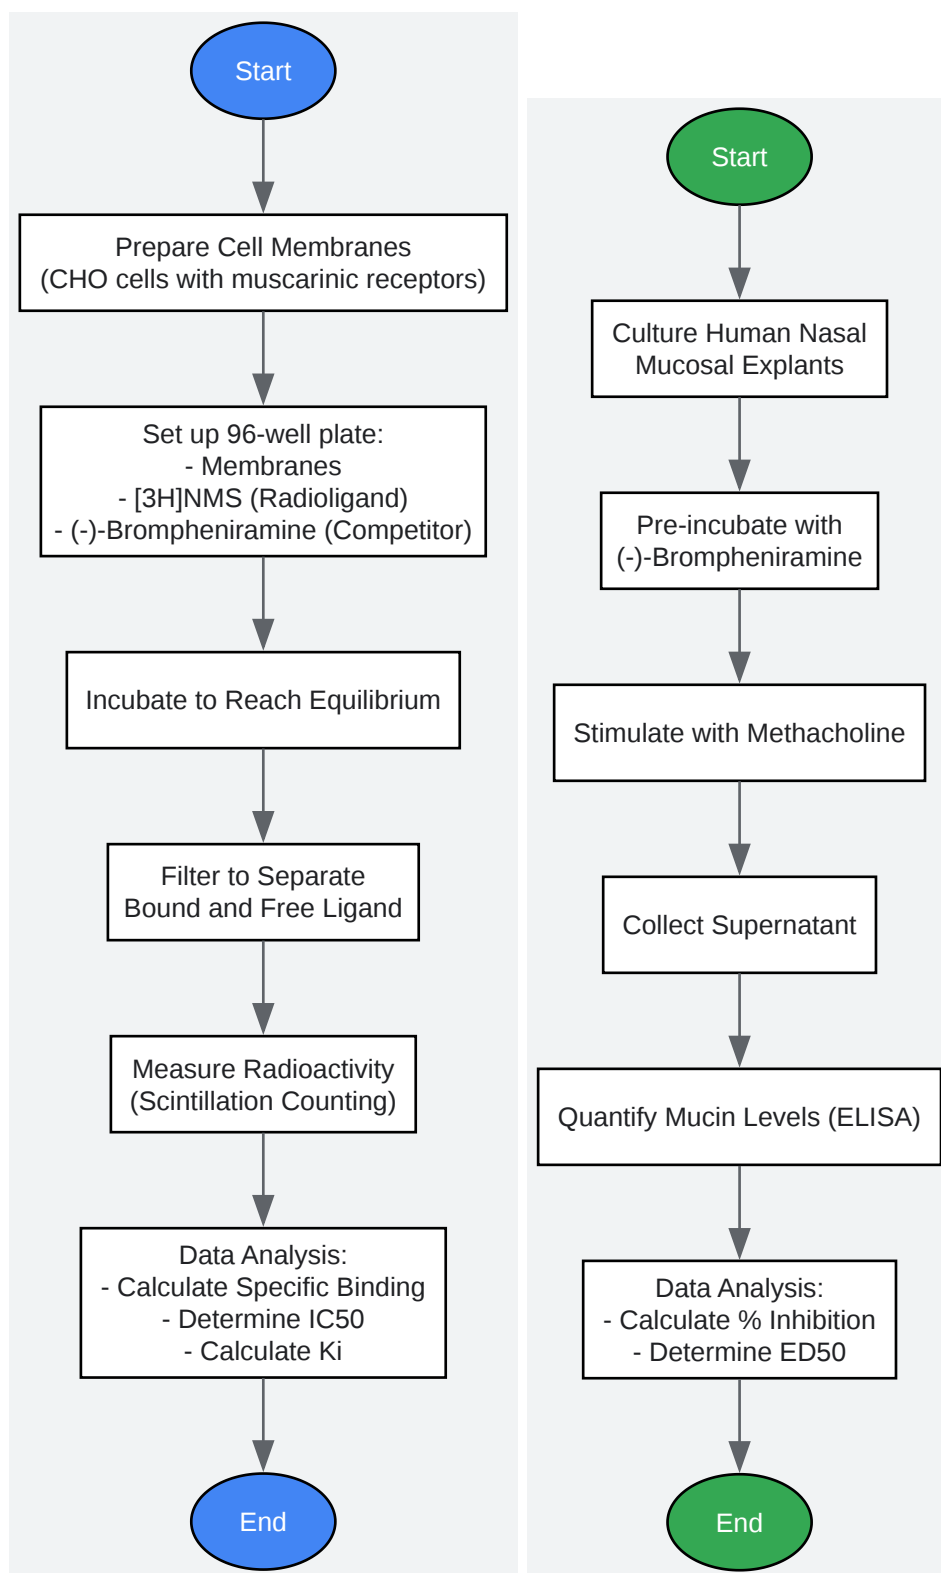 Start
Prepare Cell Membranes
(CHO cells with muscarinic receptors)
Set up 96-well plate:
- Membranes
- [3H]NMS (Radioligand)
- (-)-Brompheniramine (Competitor)
Incubate to Reach Equilibrium
Filter to Separate
Bound and Free Ligand
Measure Radioactivity
(Scintillation Counting)
Data Analysis:
- Calculate Specific Binding
- Determine IC50
- Calculate Ki
End
Start
Culture Human Nasal
Mucosal Explants
Pre-incubate with
(-)-Brompheniramine
Stimulate with Methacholine
Collect Supernatant
Quantify Mucin Levels (ELISA)
Data Analysis:
- Calculate % Inhibition
- Determine ED50
End